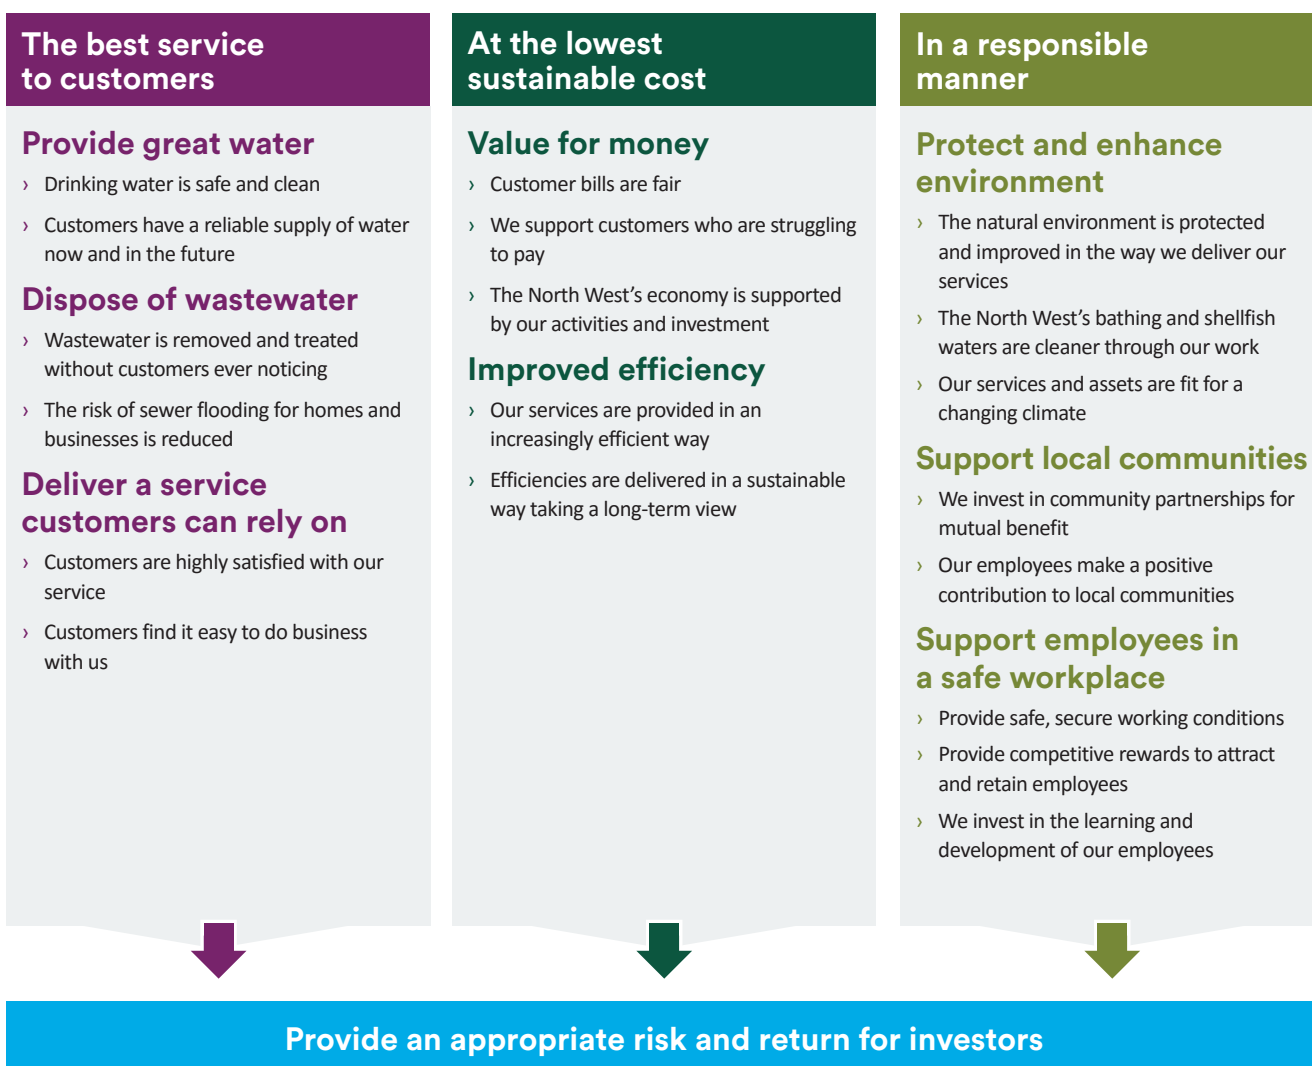 The best service
to customers
Provide great water
› Drinking water is safe and clean
› Customers have a reliable supply of water
now and in the future
Dispose of wastewater
› Wastewater is removed and treated
without customers ever noticing
› The risk of sewer flooding for homes and
businesses is reduced
Deliver a service
customers can rely on
› Customers are highly satisfied with our
service
› Customers find it easy to do business
with us
At the lowest
sustainable cost
Value for money
› Customer bills are fair
› We support customers who are struggling
to pay
› The North West’s economy is supported
by our activities and investment
Improved efficiency
› Our services are provided in an
increasingly efficient way
› Efficiencies are delivered in a sustainable
way taking a long-term view
In a responsible
manner
Protect and enhance
environment
› The natural environment is protected
and improved in the way we deliver our
services
› The North West’s bathing and shellfish
waters are cleaner through our work
› Our services and assets are fit for a
changing climate
Support local communities
› We invest in community partnerships for
mutual benefit
› Our employees make a positive
contribution to local communities
Support employees in
a safe workplace
› Provide safe, secure working conditions
› Provide competitive rewards to attract
and retain employees
› We invest in the learning and
development of our employees
Provide an appropriate risk and return for investors